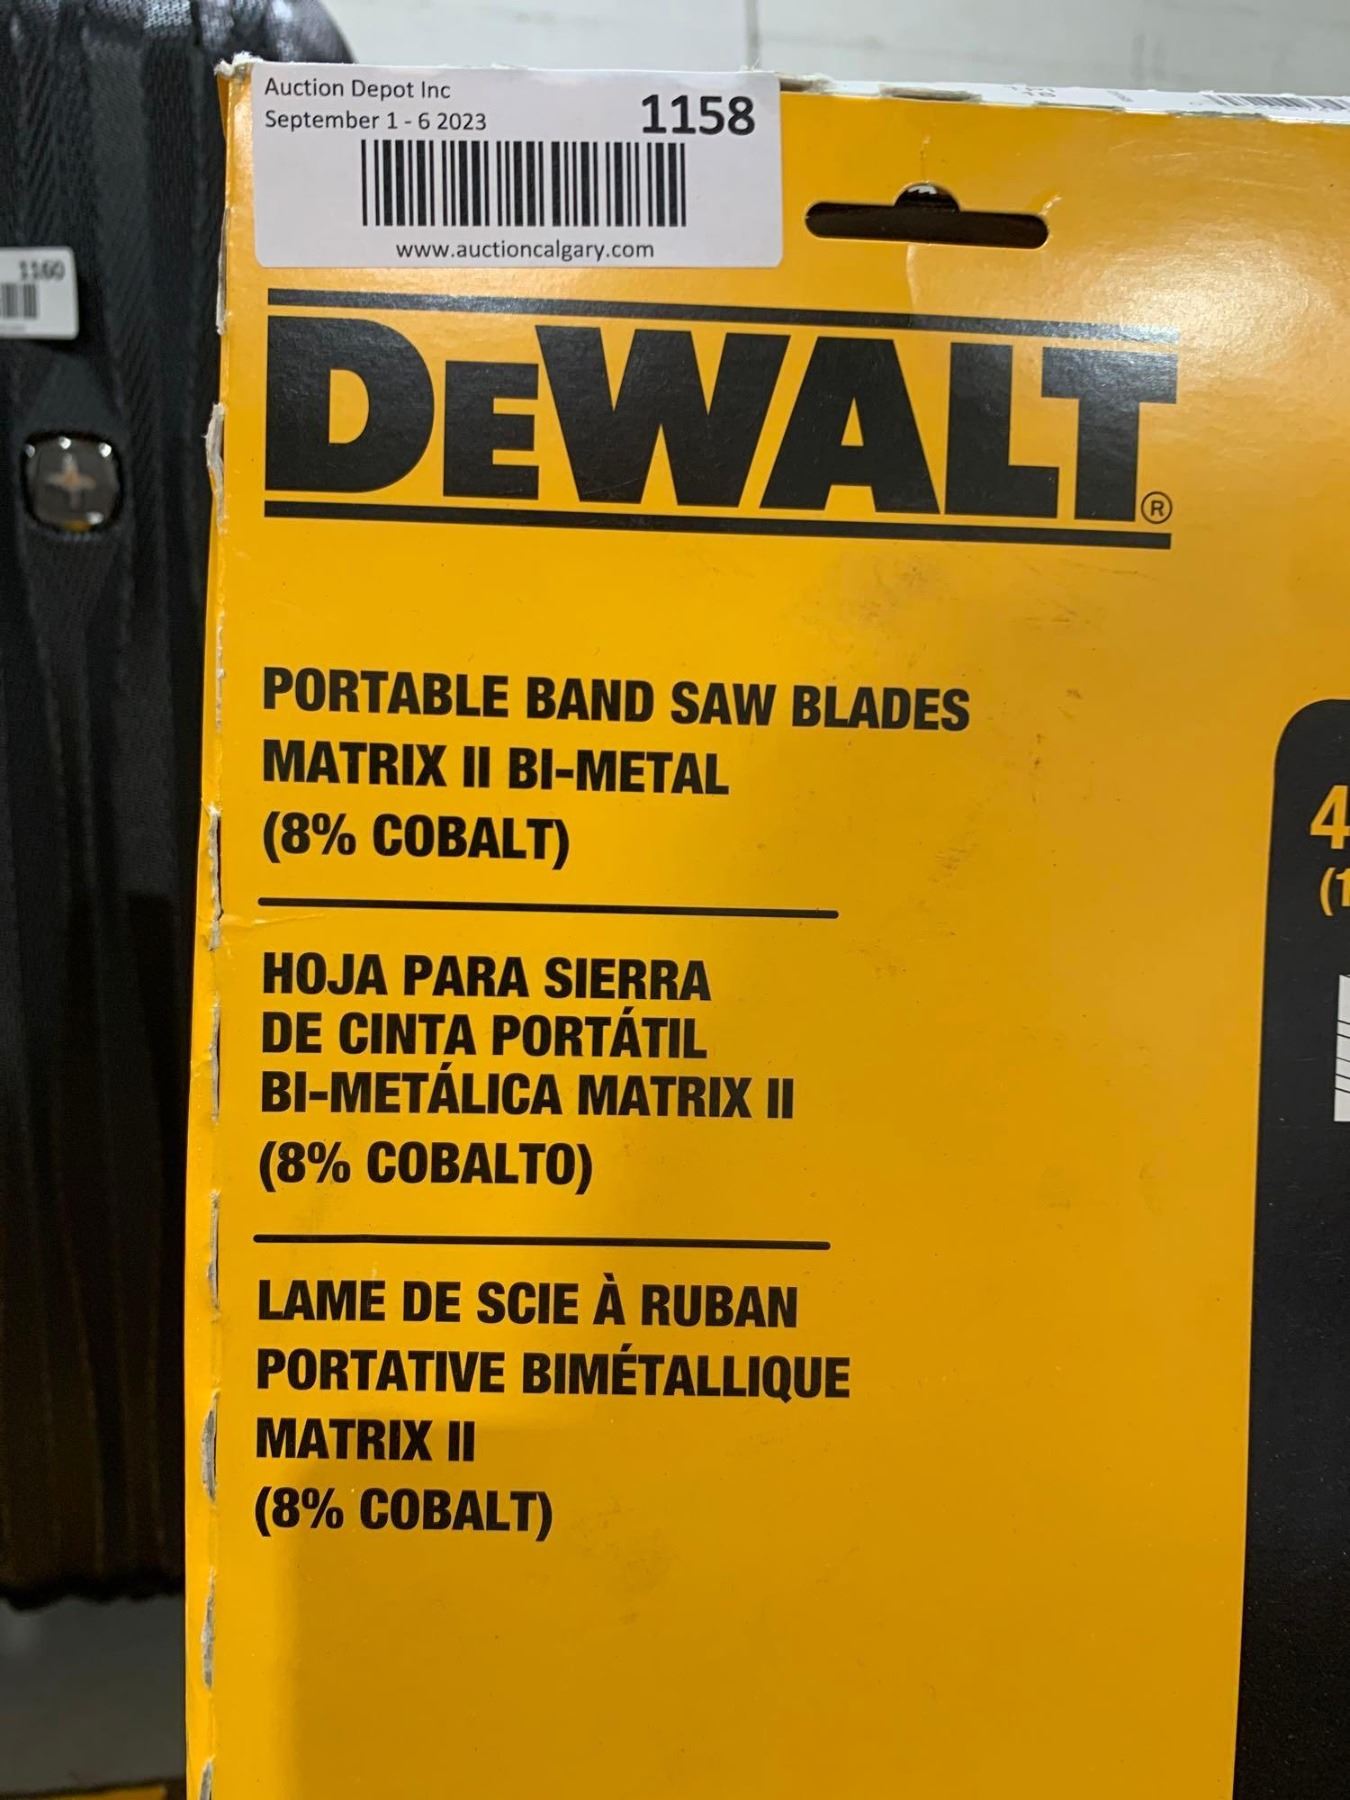 Auction Depot Inc
September 1 - 6 2023
1158
www.auctioncalgary.com
1160
DEWALT®
PORTABLE BAND SAW BLADES
MATRIX II BI-METAL
(8% COBALT)
HOJA PARA SIERRA
DE CINTA PORTÁTIL
BI-METÁLICA MATRIX II
(8% COBALTO)
LAME DE SCIE À RUBAN
PORTATIVE BIMÉTALLIQUE
MATRIX II
(8% COBALT)
4
(1